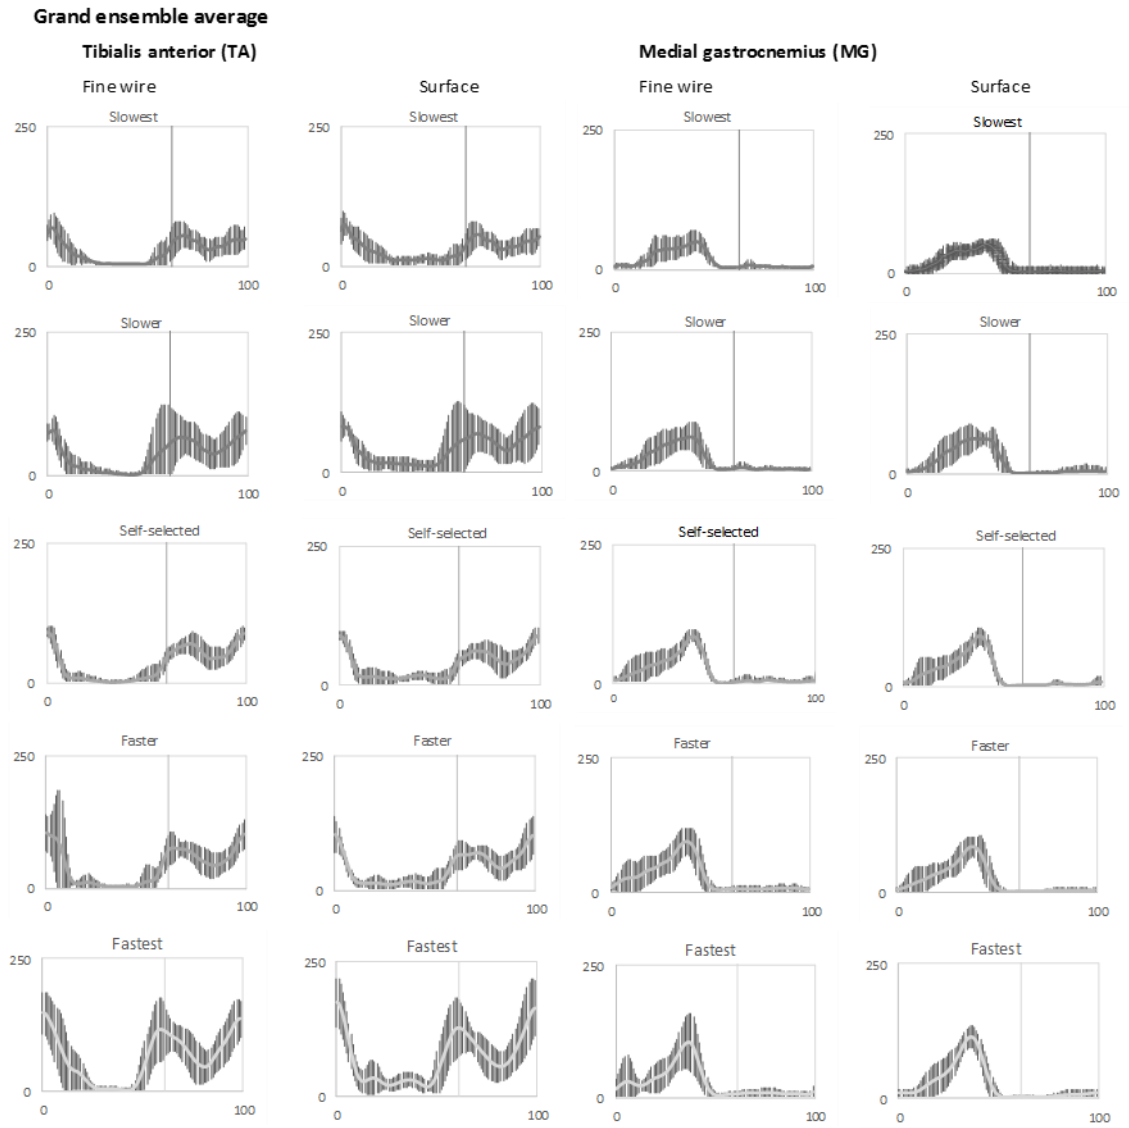 Grand ensemble average
Tibialis anterior (TA) Medial gastrocnemius (MG)
Fine wire Surface Fine wire Surface
Slowest Slowest Slowest Slowest
250 250 250 250
0 0 0 0
0 100 0 100 0 100 0 100
Slower Slower Slower Slower
250 250 250 250
0 0 0 0
0 100 0 100 0 100 0 100
Self-selected Self-selected Self-selected Self-selected
250 250 250 250
0 0 0 0
0 100 0 100 0 100 0 100
Faster Faster Faster Faster
250 250 250 250
0 0 0 0
0 100 0 100 0 100 0 100
Fastest Fastest Fastest Fastest
250 250 250 250
0 0 0 0
0 100 0 100 0 100 0 100